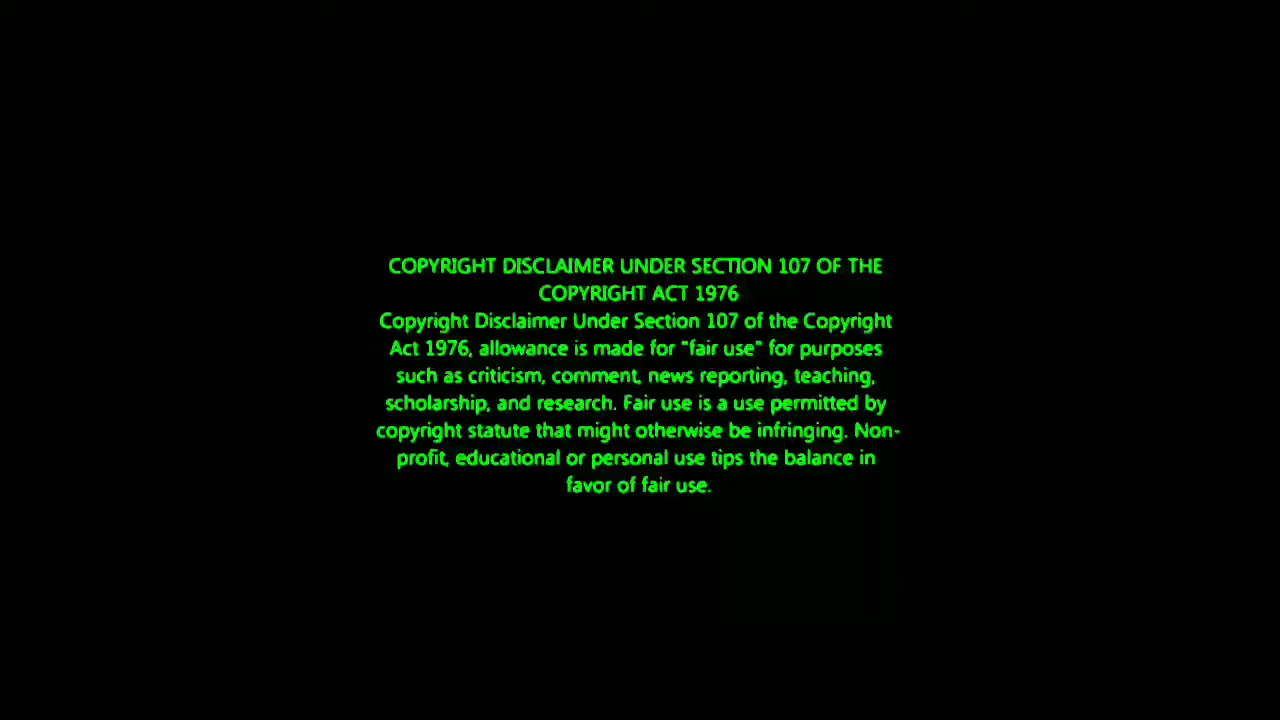 COPYRIGHT DISCLAIMER UNDER SECTION 107 OF THE
COPYRIGHT ACT 1976
Copyright Disclaimer Under Section 107 of the Copyright
Act 1976, allowance is made for "fair use" for purposes
such as criticism, comment, news reporting, teaching,
scholarship, and research. Fair use is a use permitted by
copyright statute that might otherwise be infringing. Non-
profit, educational or personal use tips the balance in
favor of fair use.